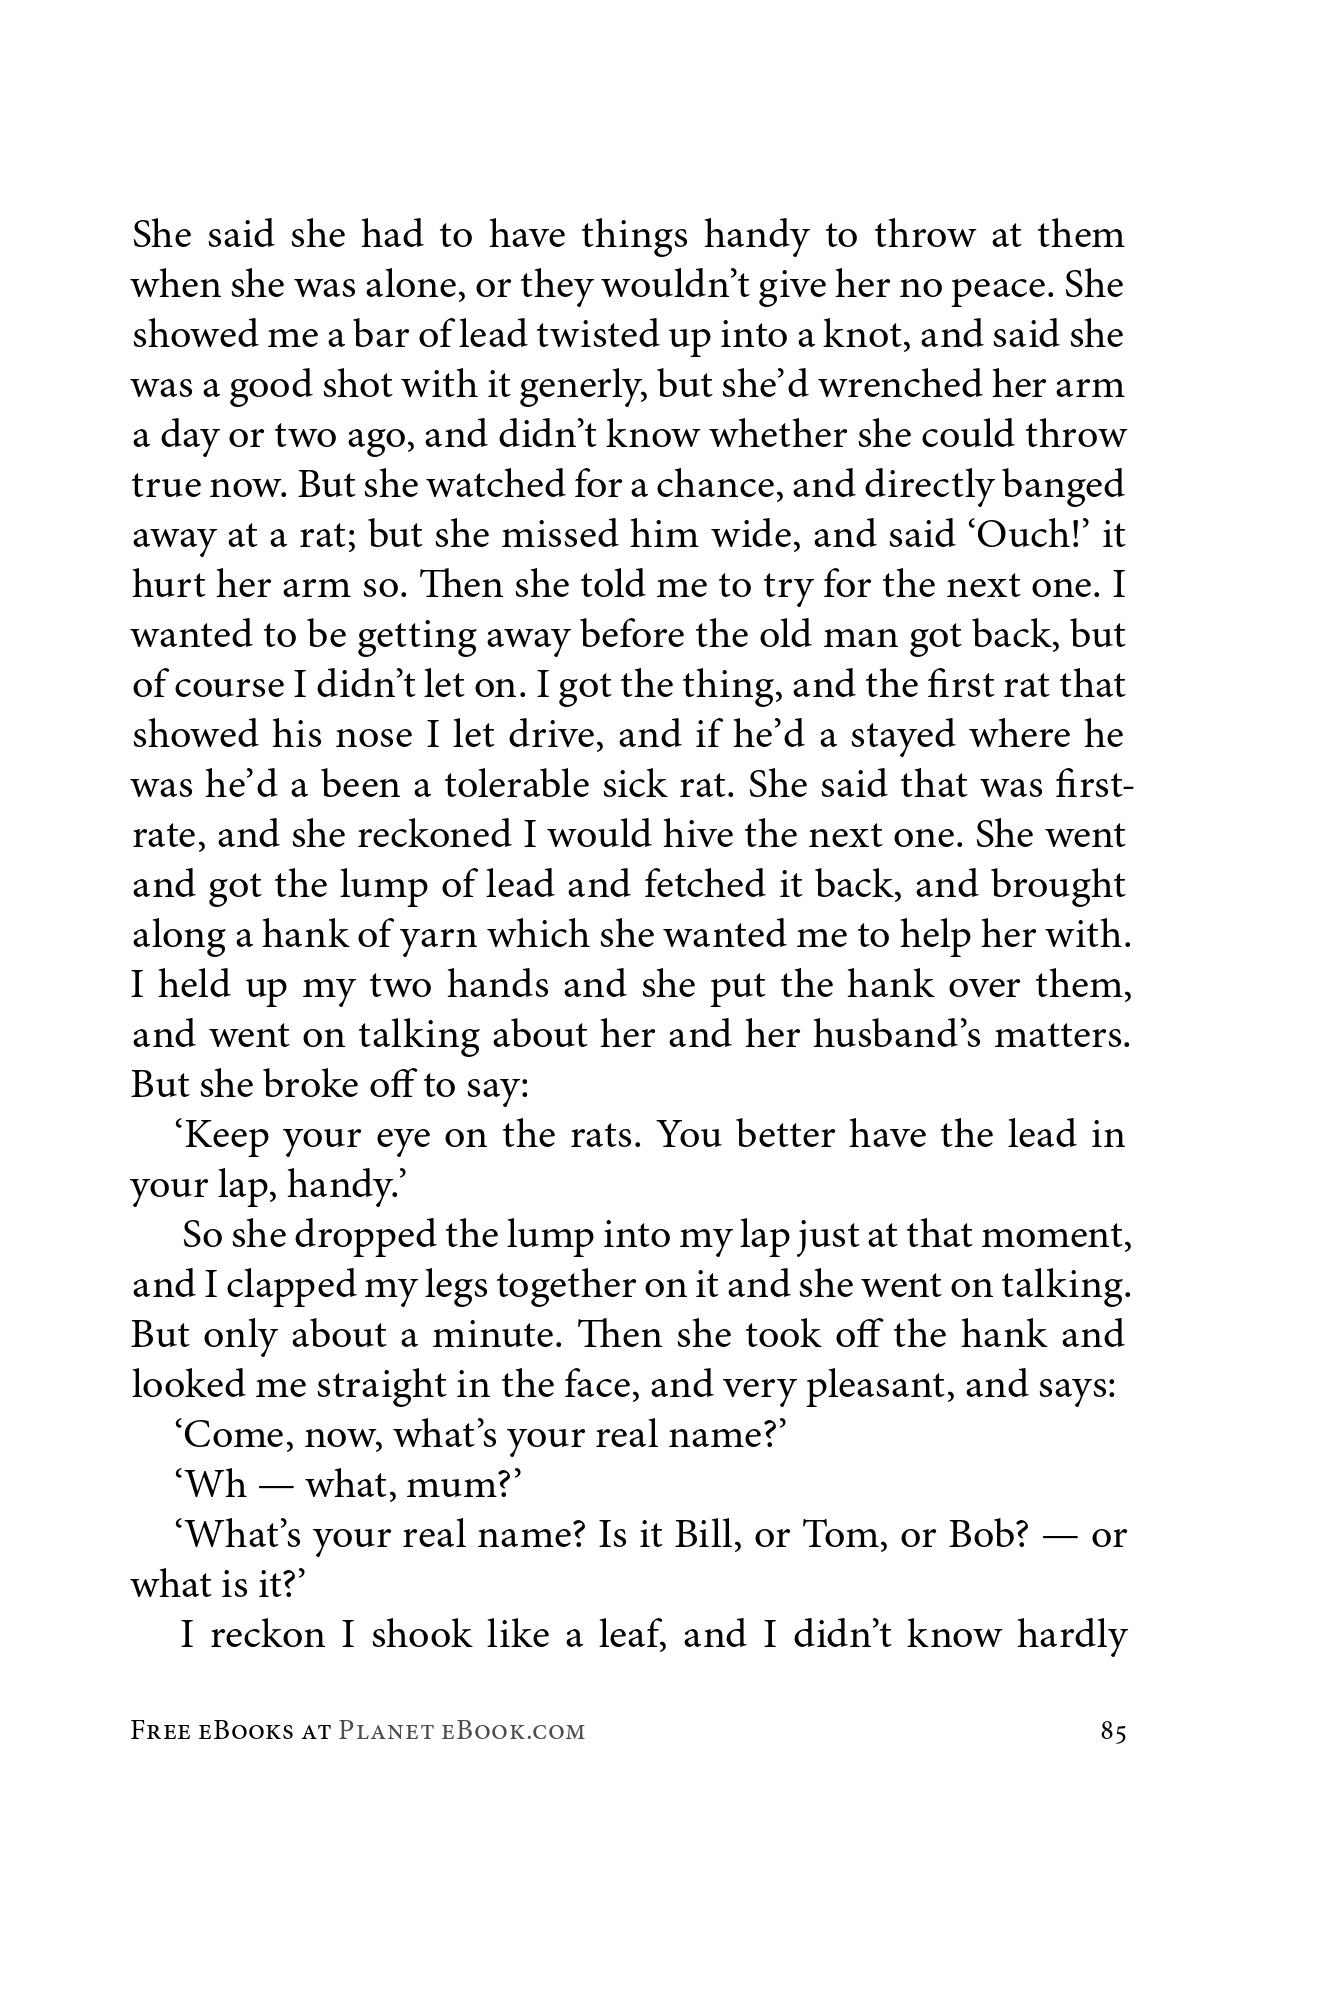 She said she had to have things handy to throw at them
when she was alone, or they wouldn’t give her no peace. She
showed me a bar of lead twisted up into a knot, and said she
was a good shot with it generly, but she’d wrenched her arm
a day or two ago, and didn’t know whether she could throw
true now. But she watched for a chance, and directly banged
away at a rat; but she missed him wide, and said ‘Ouch!’ it
hurt her arm so. Then she told me to try for the next one. I
wanted to be getting away before the old man got back, but
of course I didn’t let on. I got the thing, and the first rat that
showed his nose I let drive, and if he’d a stayed where he
was he’d a been a tolerable sick rat. She said that was first-
rate, and she reckoned I would hive the next one. She went
and got the lump of lead and fetched it back, and brought
along a hank of yarn which she wanted me to help her with.
I held up my two hands and she put the hank over them,
and went on talking about her and her husband’s matters.
But she broke off to say:
‘Keep your eye on the rats. You better have the lead in
your lap, handy.’
So she dropped the lump into my lap just at that moment,
and I clapped my legs together on it and she went on talking.
But only about a minute. Then she took off the hank and
looked me straight in the face, and very pleasant, and says:
‘Come, now, what’s your real name?’
‘Wh — what, mum?’
‘What’s your real name? Is it Bill, or Tom, or Bob? — or
what is it?’
I reckon I shook like a leaf, and I didn’t know hardly
Free eBooks at Planet eBook.com 85